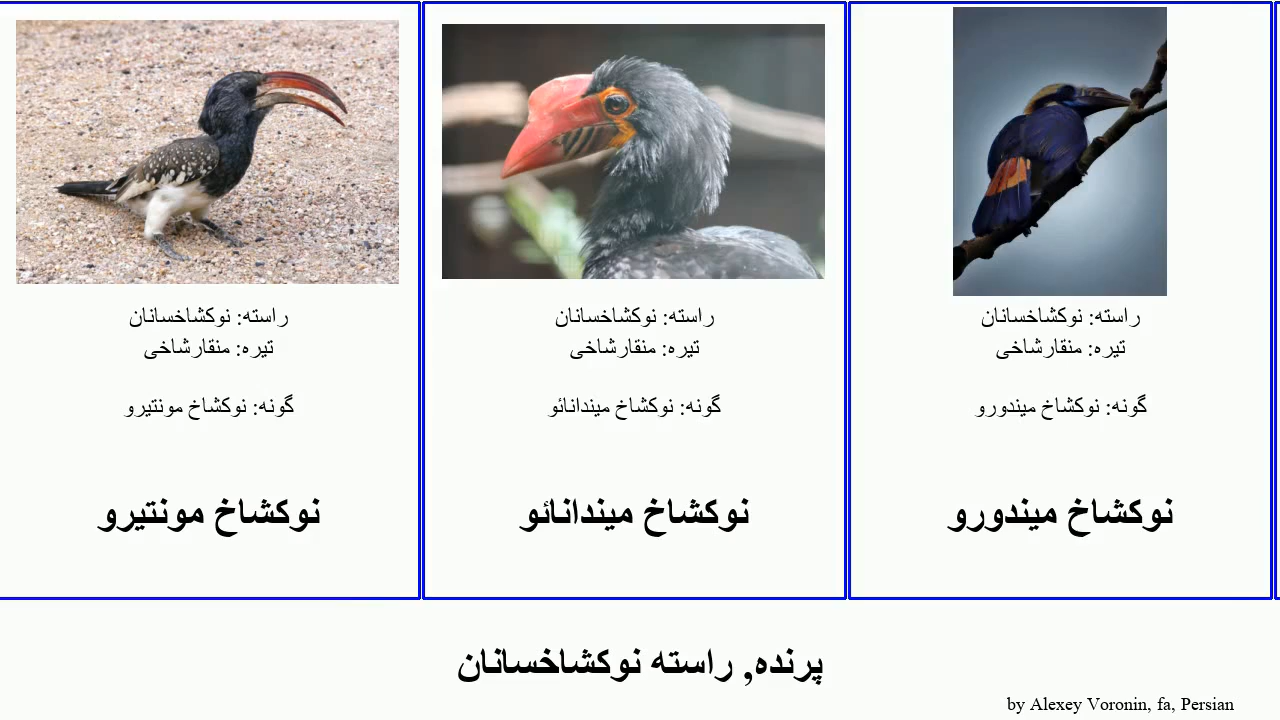 راسته: نوکشاخسانان
تیره: منقارشاخی
گونه: نوکشاخ مونتیرو
نوکشاخ مونتیرو
راسته: نوکشاخسانان
تیره: منقارشاخی
گونه: نوکشاخ میندانائو
نوکشاخ میندانائو
راسته: نوکشاخسانان
تیره: منقارشاخی
گونه: نوکشاخ میندورو
نوکشاخ میندورو
پرنده, راسته نوکشاخسانان
by Alexey Voronin, fa, Persian